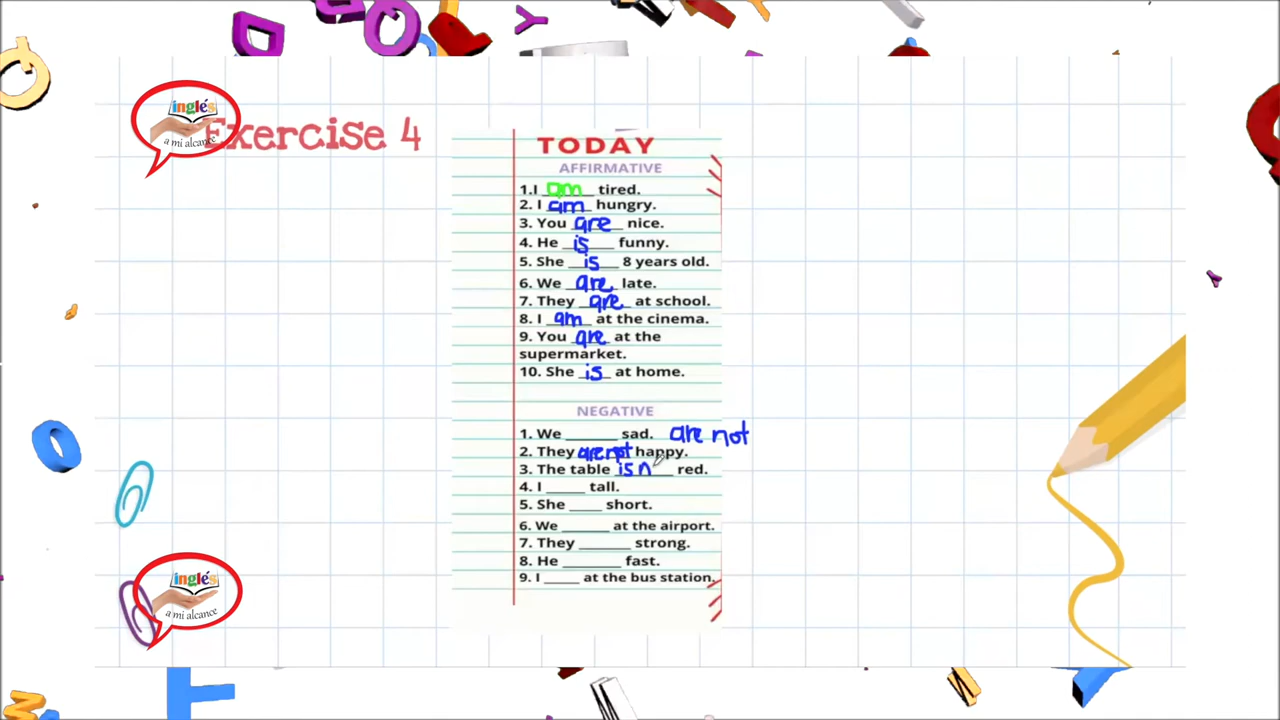 inglés
a mi alcance
Exercise 4
TODAY
AFFIRMATIVE
1.I am tired.
2. I am hungry.
3. You are nice.
4. He is funny.
5. She is 8 years old.
6. We are late.
7. They are at school.
8. I am at the cinema.
9. You are at the
supermarket.
10. She is at home.
NEGATIVE
1. We ______ sad. are not
2. They are not happy.
3. The table is n____ red.
4. I _____ tall.
5. She ____ short.
6. We ______ at the airport.
7. They _______ strong.
8. He ________ fast.
9. I _____ at the bus station.
inglés
a mi alcance